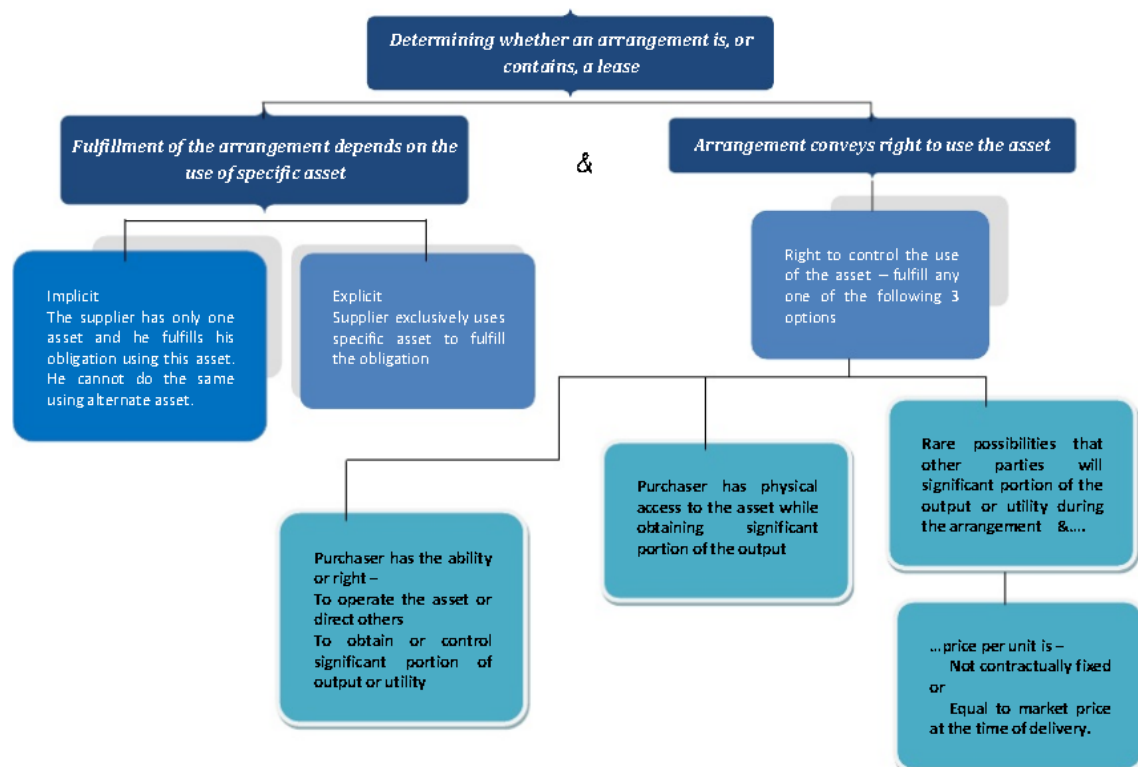 Determining whether an arrangement is, or
contains, a lease
Fulfillment of the arrangement depends on the
use of specific asset
&
Arrangement conveys right to use the asset
Implicit
The supplier has only one
asset and he fulfills his
obligation using this asset.
He cannot do the same
using alternate asset.
Explicit
Supplier exclusively uses
specific asset to fulfill
the obligation
Right to control the use
of the asset – fulfill any
one of the following 3
options
Purchaser has the ability
or right –
To operate the asset or
direct others
To obtain or control
significant portion of
output or utility
Purchaser has physical
access to the asset while
obtaining significant
portion of the output
Rare possibilities that
other parties will
significant portion of the
output or utility during
the arrangement &....
...price per unit is –
Not contractually fixed
or
Equal to market price
at the time of delivery.